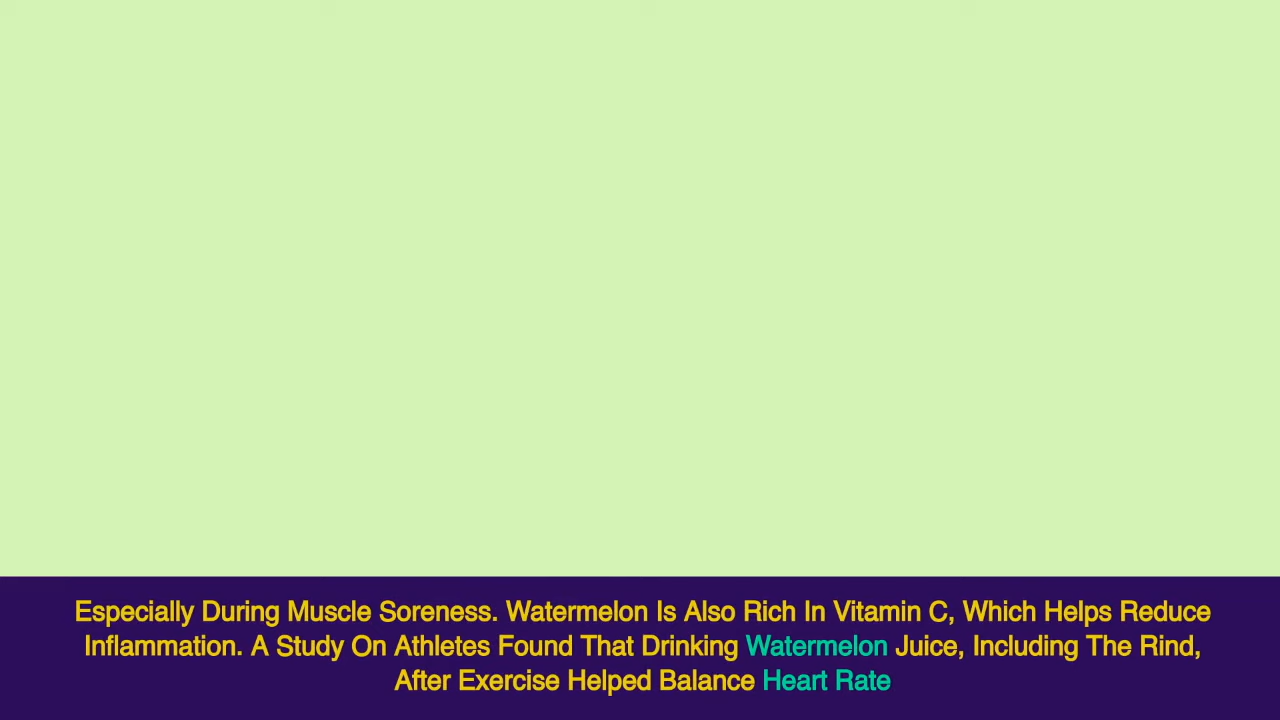 Especially During Muscle Soreness. Watermelon Is Also Rich In Vitamin C, Which Helps Reduce
Inflammation. A Study On Athletes Found That Drinking Watermelon Juice, Including The Rind,
After Exercise Helped Balance Heart Rate